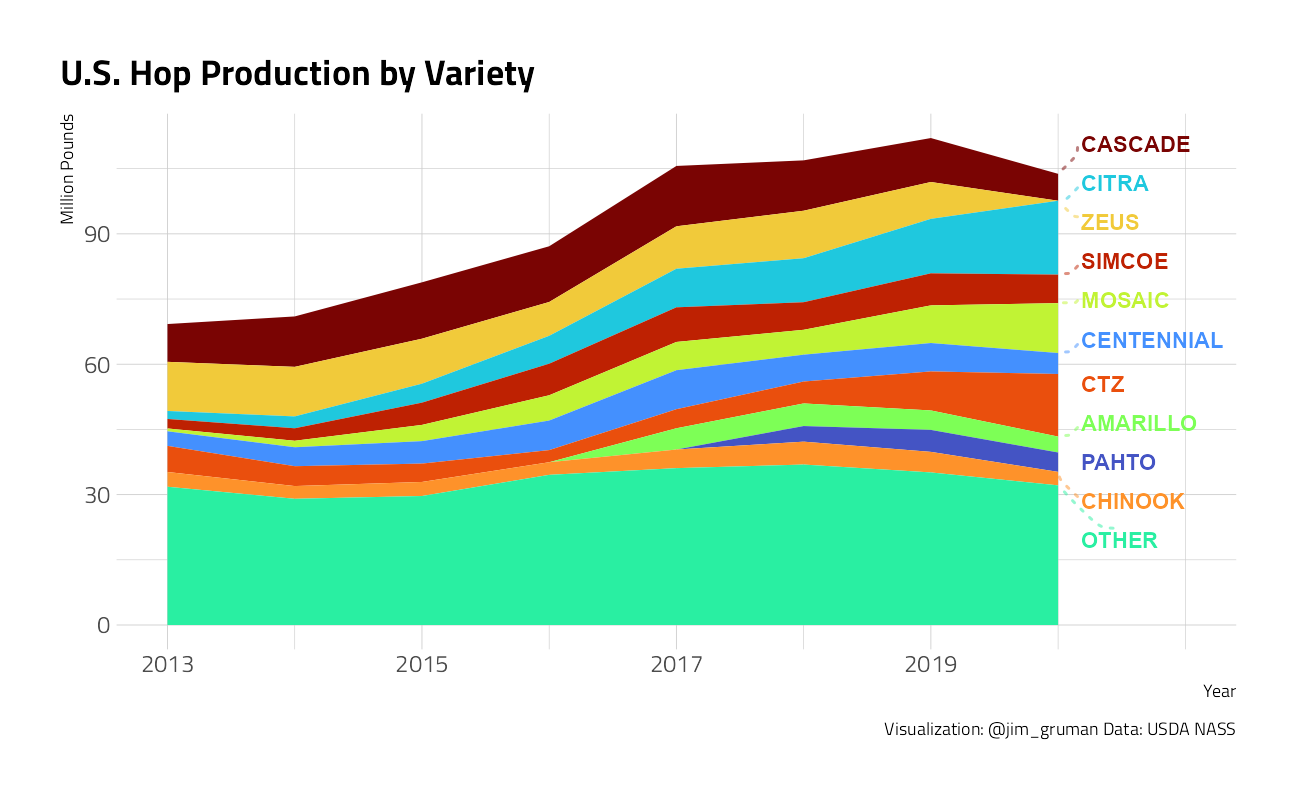 U.S. Hop Production by Variety
Million Pounds
90
60
30
0
2013 2015 2017 2019
Year
CASCADE
CITRA
ZEUS
SIMCOE
MOSAIC
CENTENNIAL
CTZ
AMARILLO
PAHTO
CHINOOK
OTHER
Visualization: @jim_gruman Data: USDA NASS